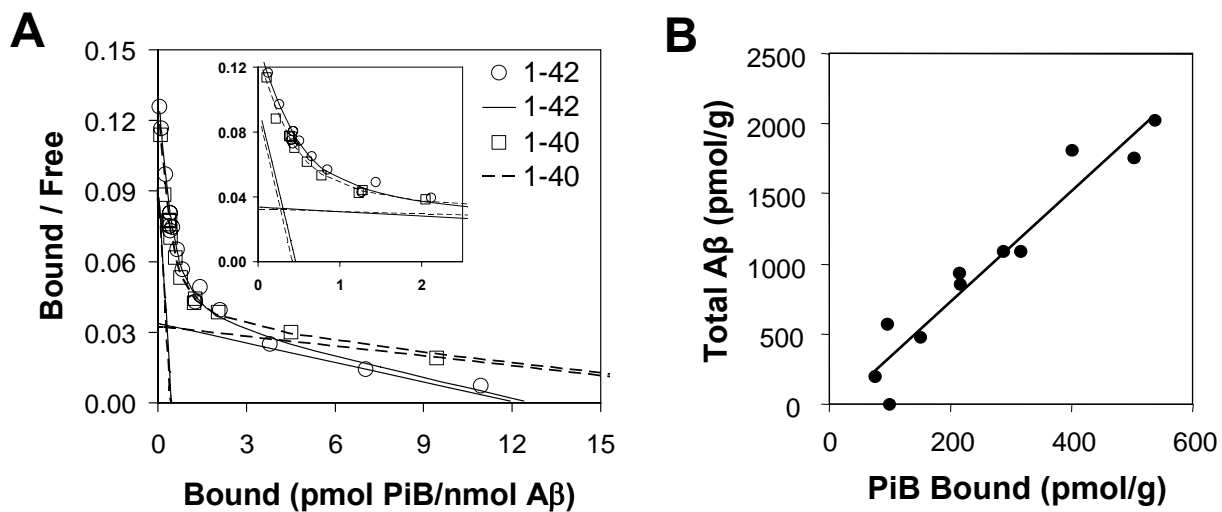 A
Bound / Free
0.15
0.12
0.09
0.06
0.03
0.00
0 3 6 9 12 15
Bound (pmol PiB/nmol Aβ)
0.12
0.08
0.04
0.00
0 1 2
1-42
1-42
1-40
1-40
B
Total Aβ (pmol/g)
2500
2000
1500
1000
500
0
0 200 400 600
PiB Bound (pmol/g)